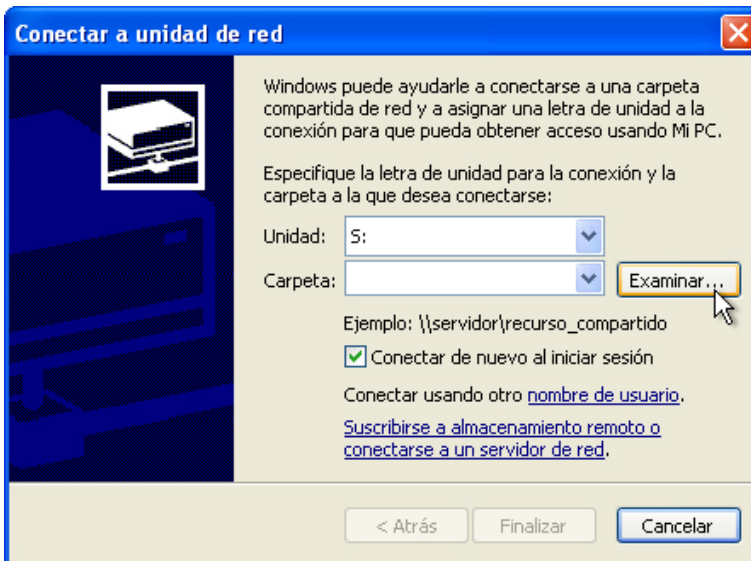 Conectar a unidad de red
Windows puede ayudarle a conectarse a una carpeta
compartida de red y a asignar una letra de unidad a la
conexión para que pueda obtener acceso usando Mi PC.
Especifique la letra de unidad para la conexión y la
carpeta a la que desea conectarse:
Unidad: S:
Carpeta: Examinar...
Ejemplo: \\servidor\recurso_compartido
Conectar de nuevo al iniciar sesión
Conectar usando otro nombre de usuario.
Suscribirse a almacenamiento remoto o
conectarse a un servidor de red.
< Atrás Finalizar Cancelar